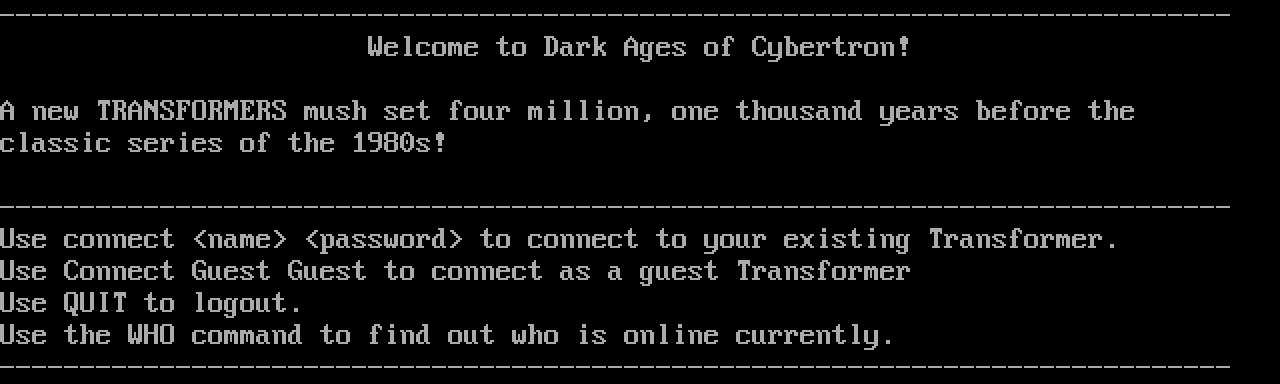 Welcome to Dark Ages of Cybertron!
A new TRANSFORMERS mush set four million, one thousand years before the
classic series of the 1980s!
Use connect <name> <password> to connect to your existing Transformer.
Use Connect Guest Guest to connect as a guest Transformer
Use QUIT to logout.
Use the WHO command to find out who is online currently.